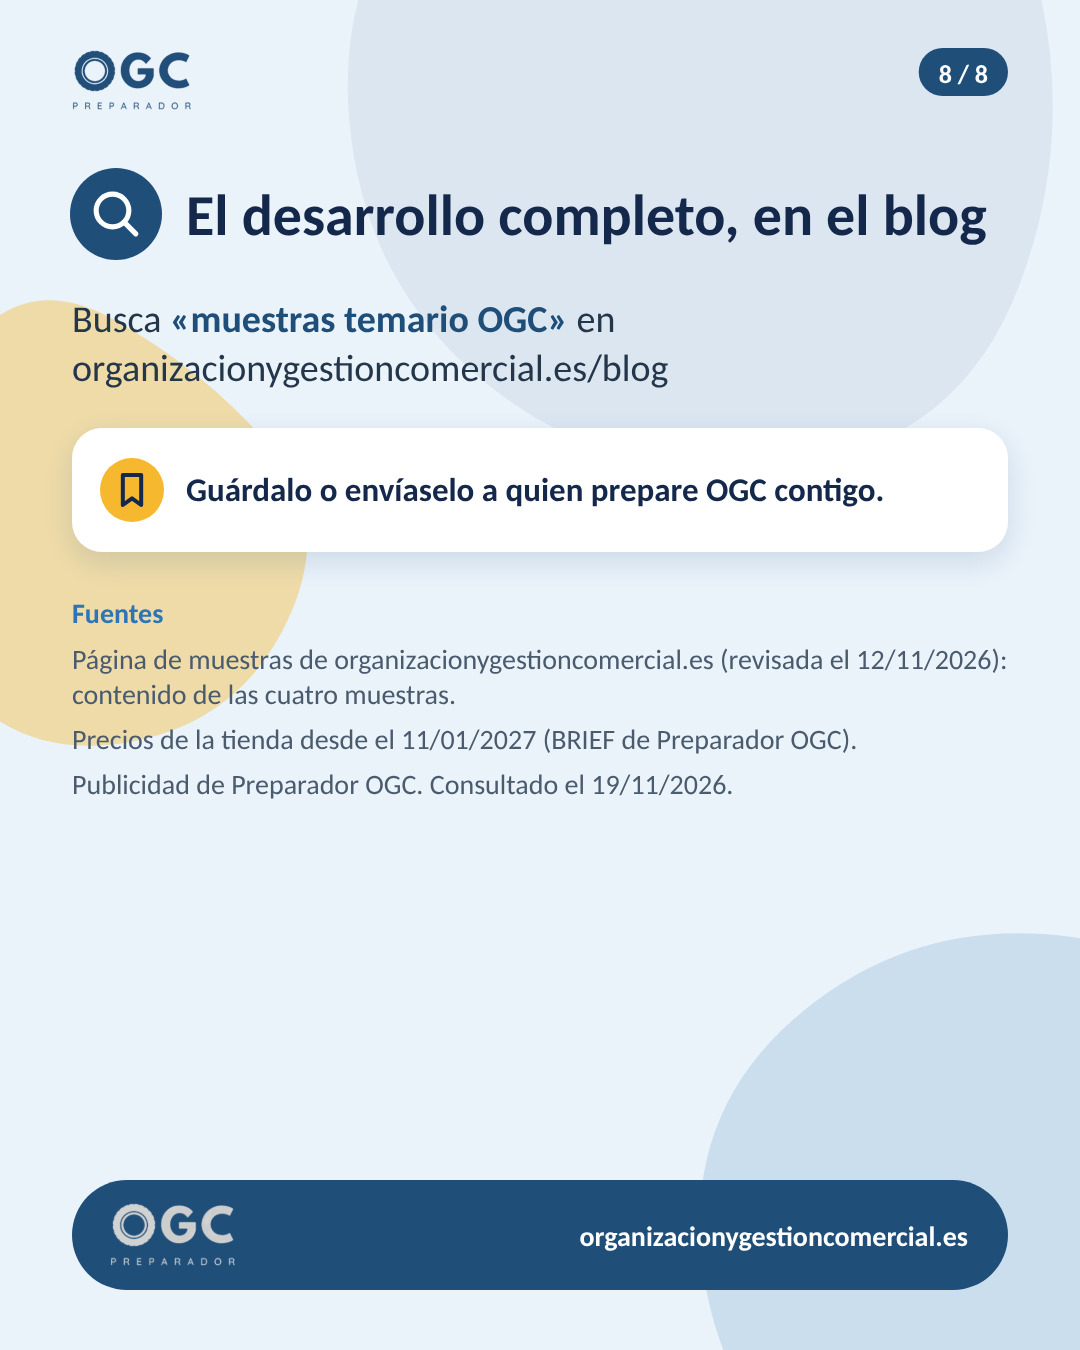 OGC
PREPARADOR
8 / 8
El desarrollo completo, en el blog
Busca «muestras temario OGC» en
organizacionygestioncomercial.es/blog
Guárdalo o envíaselo a quien prepare OGC contigo.
Fuentes
Página de muestras de organizacionygestioncomercial.es (revisada el 12/11/2026):
contenido de las cuatro muestras.
Precios de la tienda desde el 11/01/2027 (BRIEF de Preparador OGC).
Publicidad de Preparador OGC. Consultado el 19/11/2026.
OGC
PREPARADOR
organizacionygestioncomercial.es